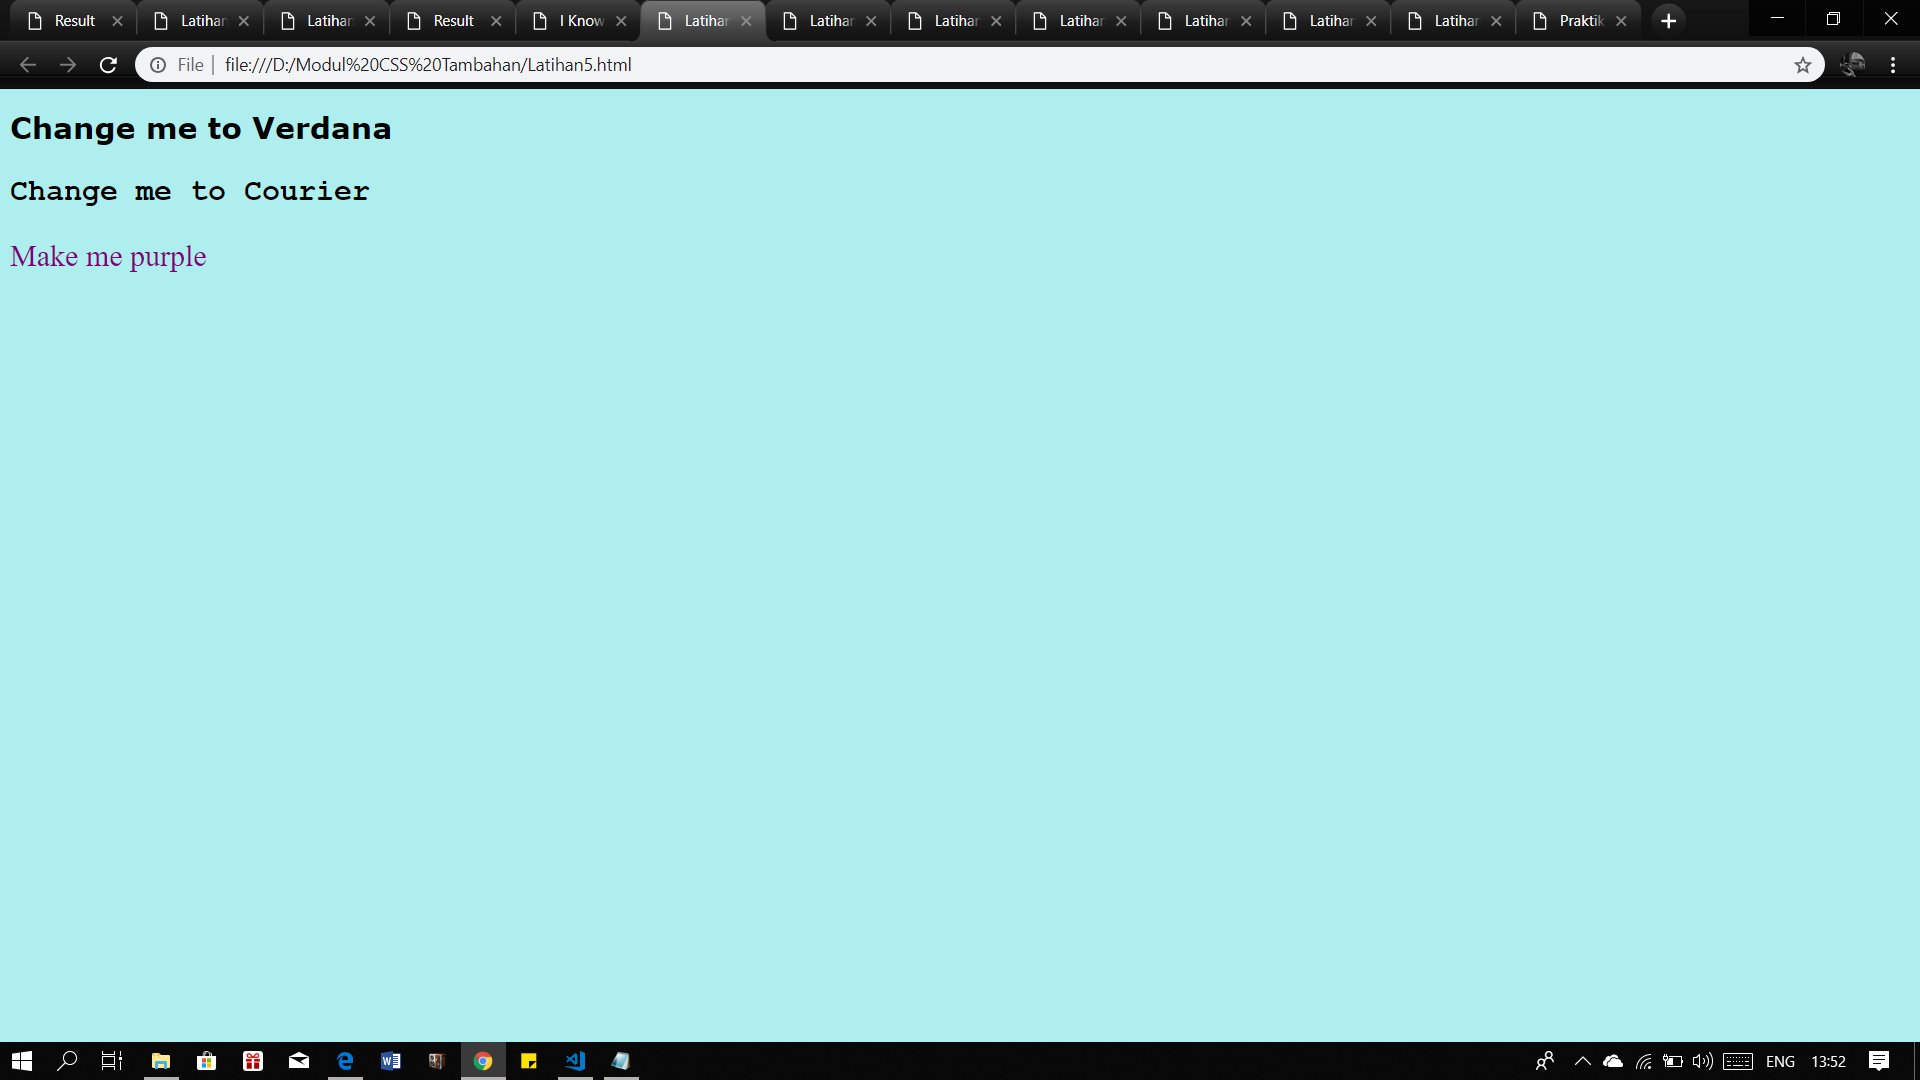 Result Latihan Latihan Result I Know Latihan Latihan Latihan Latihan Latihan Latihan Latihan Praktik
File file:///D:/Modul%20CSS%20Tambahan/Latihan5.html
Change me to Verdana
Change me to Courier
Make me purple
ENG 13:52